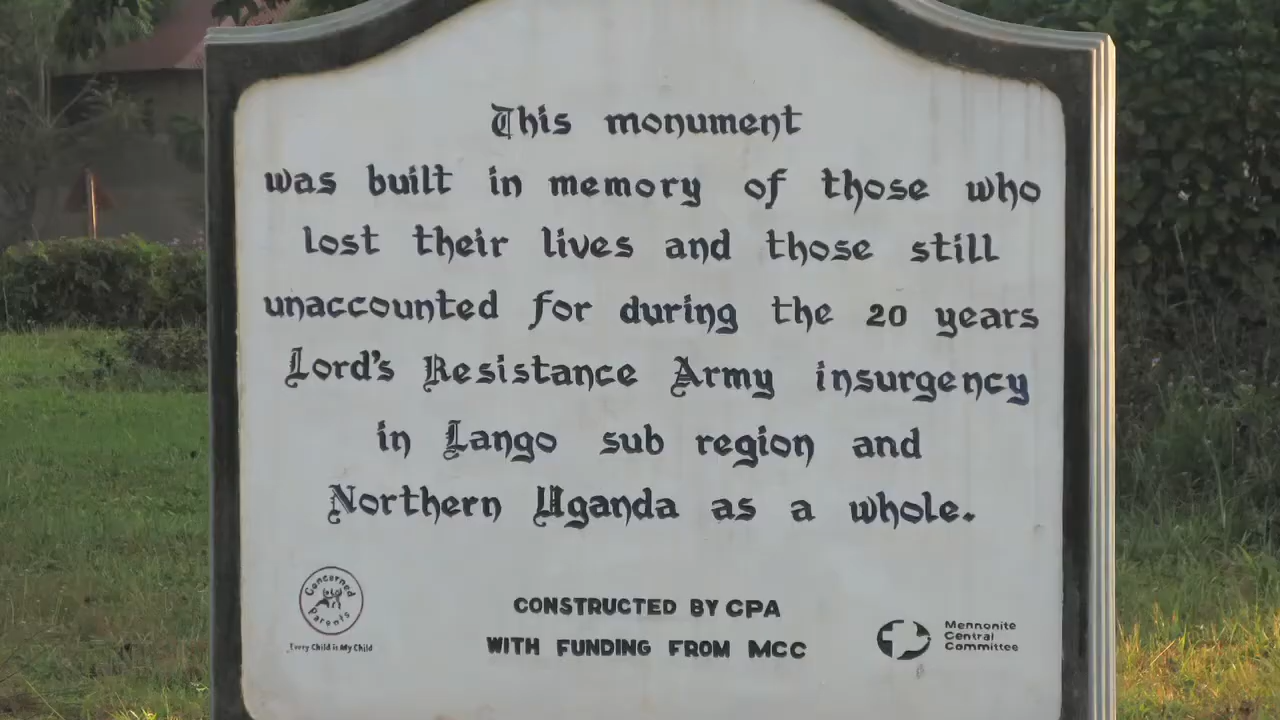 This monument
was built in memory of those who
lost their lives and those still
unaccounted for during the 20 years
Lord's Resistance Army insurgency
in Lango sub region and
Northern Uganda as a whole.
Concerned
Parents
Every Child is My Child
CONSTRUCTED BY CPA
WITH FUNDING FROM MCC
Mennonite
Central
Committee